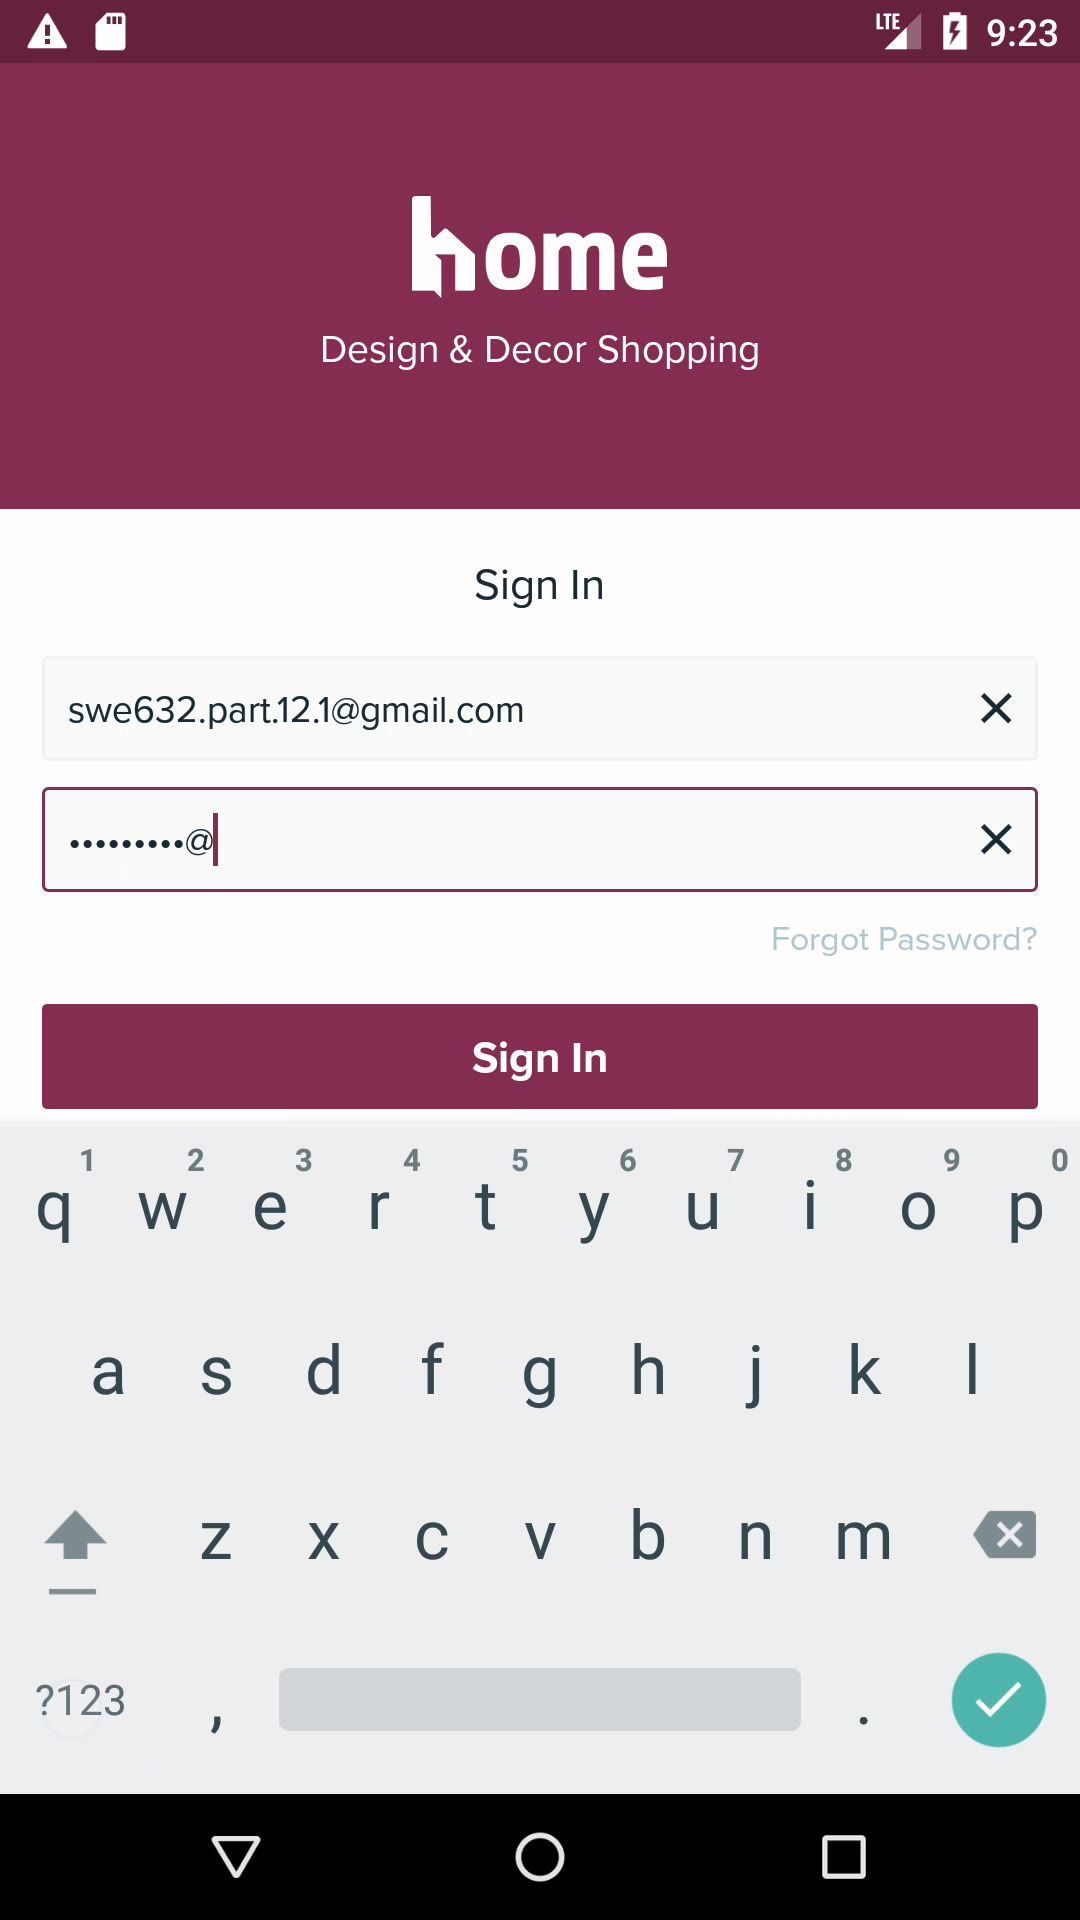 LTE 9:23
home
Design & Decor Shopping
Sign In
swe632.part.12.1@gmail.com
•••••••••@
Forgot Password?
Sign In
1 2 3 4 5 6 7 8 9 0
q w e r t y u i o p
a s d f g h j k l
z x c v b n m
?123 , .